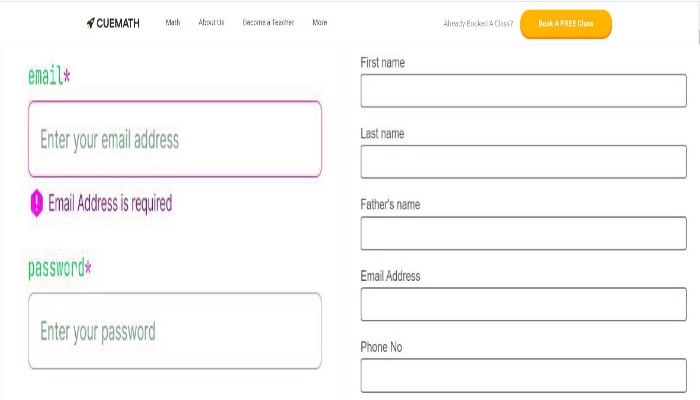 CUEMATH Math About Us Become a Teacher More Already Booked A Class? Book A FREE Class
email*
Enter your email address
Email Address is required
password*
Enter your password
First name
Last name
Father's name
Email Address
Phone No